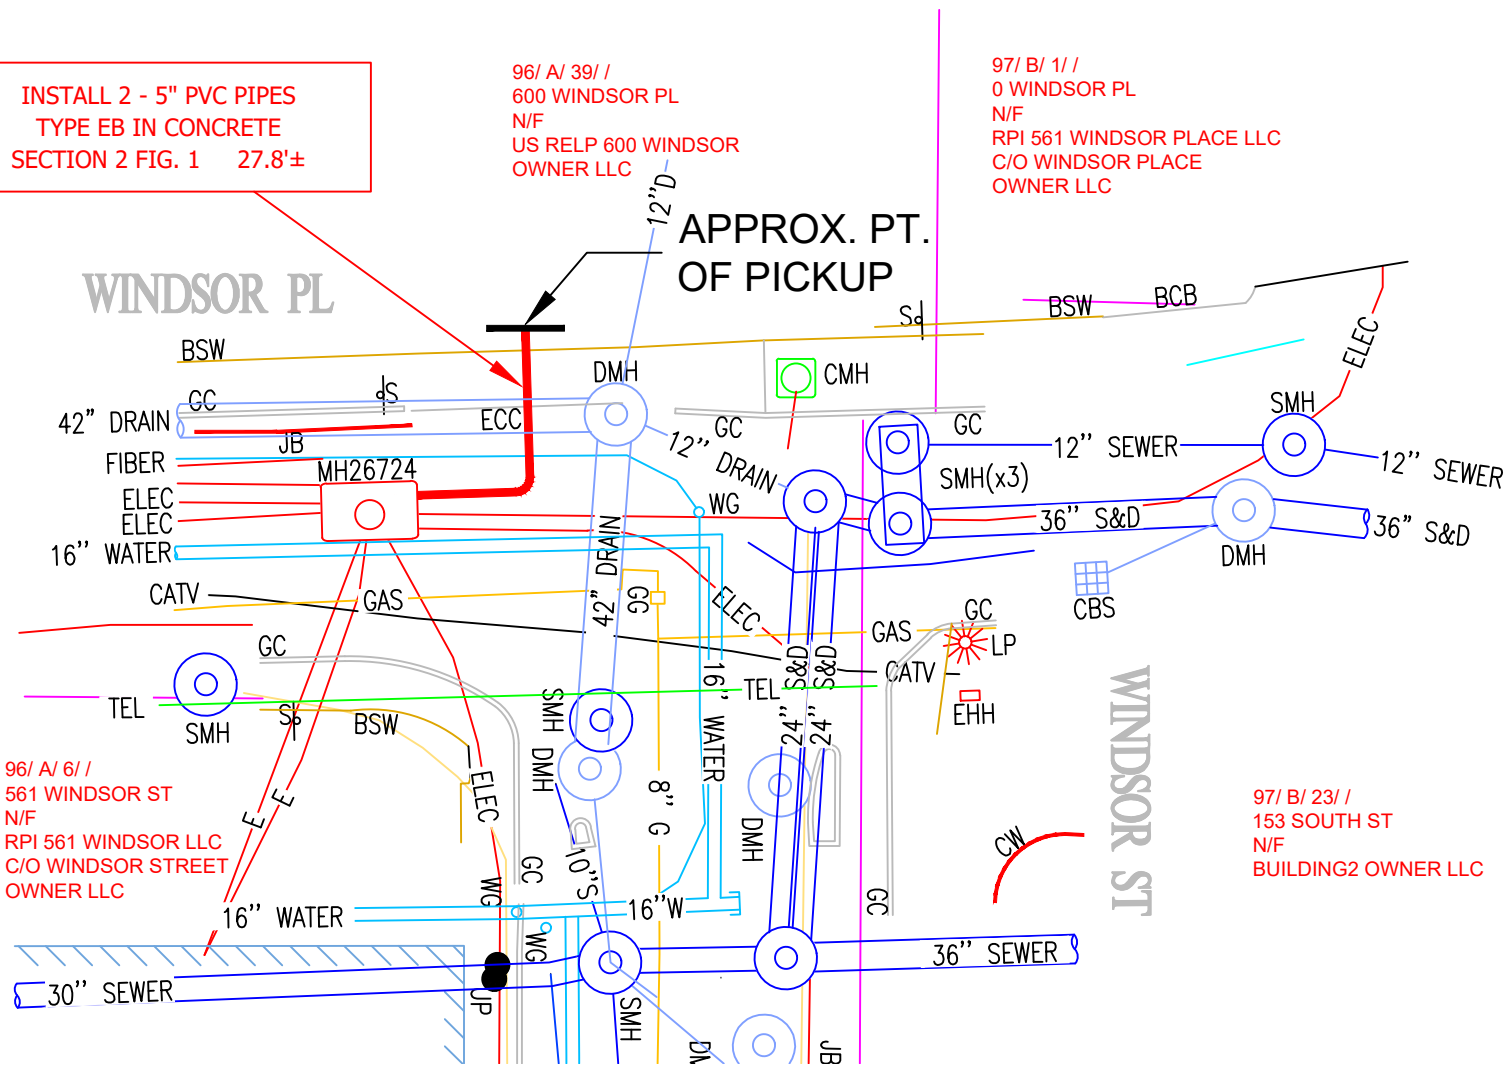 INSTALL 2 - 5" PVC PIPES
TYPE EB IN CONCRETE
SECTION 2 FIG. 1 27.8'±
96/ A/ 39/ /
600 WINDSOR PL
N/F
US RELP 600 WINDSOR
OWNER LLC
97/ B/ 1/ /
0 WINDSOR PL
N/F
RPI 561 WINDSOR PLACE LLC
C/O WINDSOR PLACE
OWNER LLC
12"D
APPROX. PT.
OF PICKUP
WINDSOR PL
BSW
S
BSW
BCB
ELEC
DMH
CMH
GC
S
ECC
42" DRAIN
JB
GC
GC
SMH
12" DRAIN
12" SEWER
12" SEWER
FIBER
MH26724
SMH(x3)
ELEC
ELEC
WG
36" S&D
36" S&D
16" WATER
DMH
42" DRAIN
CATV
GAS
GG
ELEC
CBS
GC
GAS
LP
GC
24" S&D
24" S&D
CATV
TEL
TEL
EHH
SMH
S
BSW
SMH
DMH
16" WATER
WINDSOR ST
96/ A/ 6/ /
561 WINDSOR ST
N/F
RPI 561 WINDSOR LLC
C/O WINDSOR STREET
OWNER LLC
E
E
ELEC
8" G
DMH
97/ B/ 23/ /
153 SOUTH ST
N/F
BUILDING2 OWNER LLC
CW
GC
10"S
GC
WG
16" WATER
16"W
WG
36" SEWER
30" SEWER
JP
SMH
JB